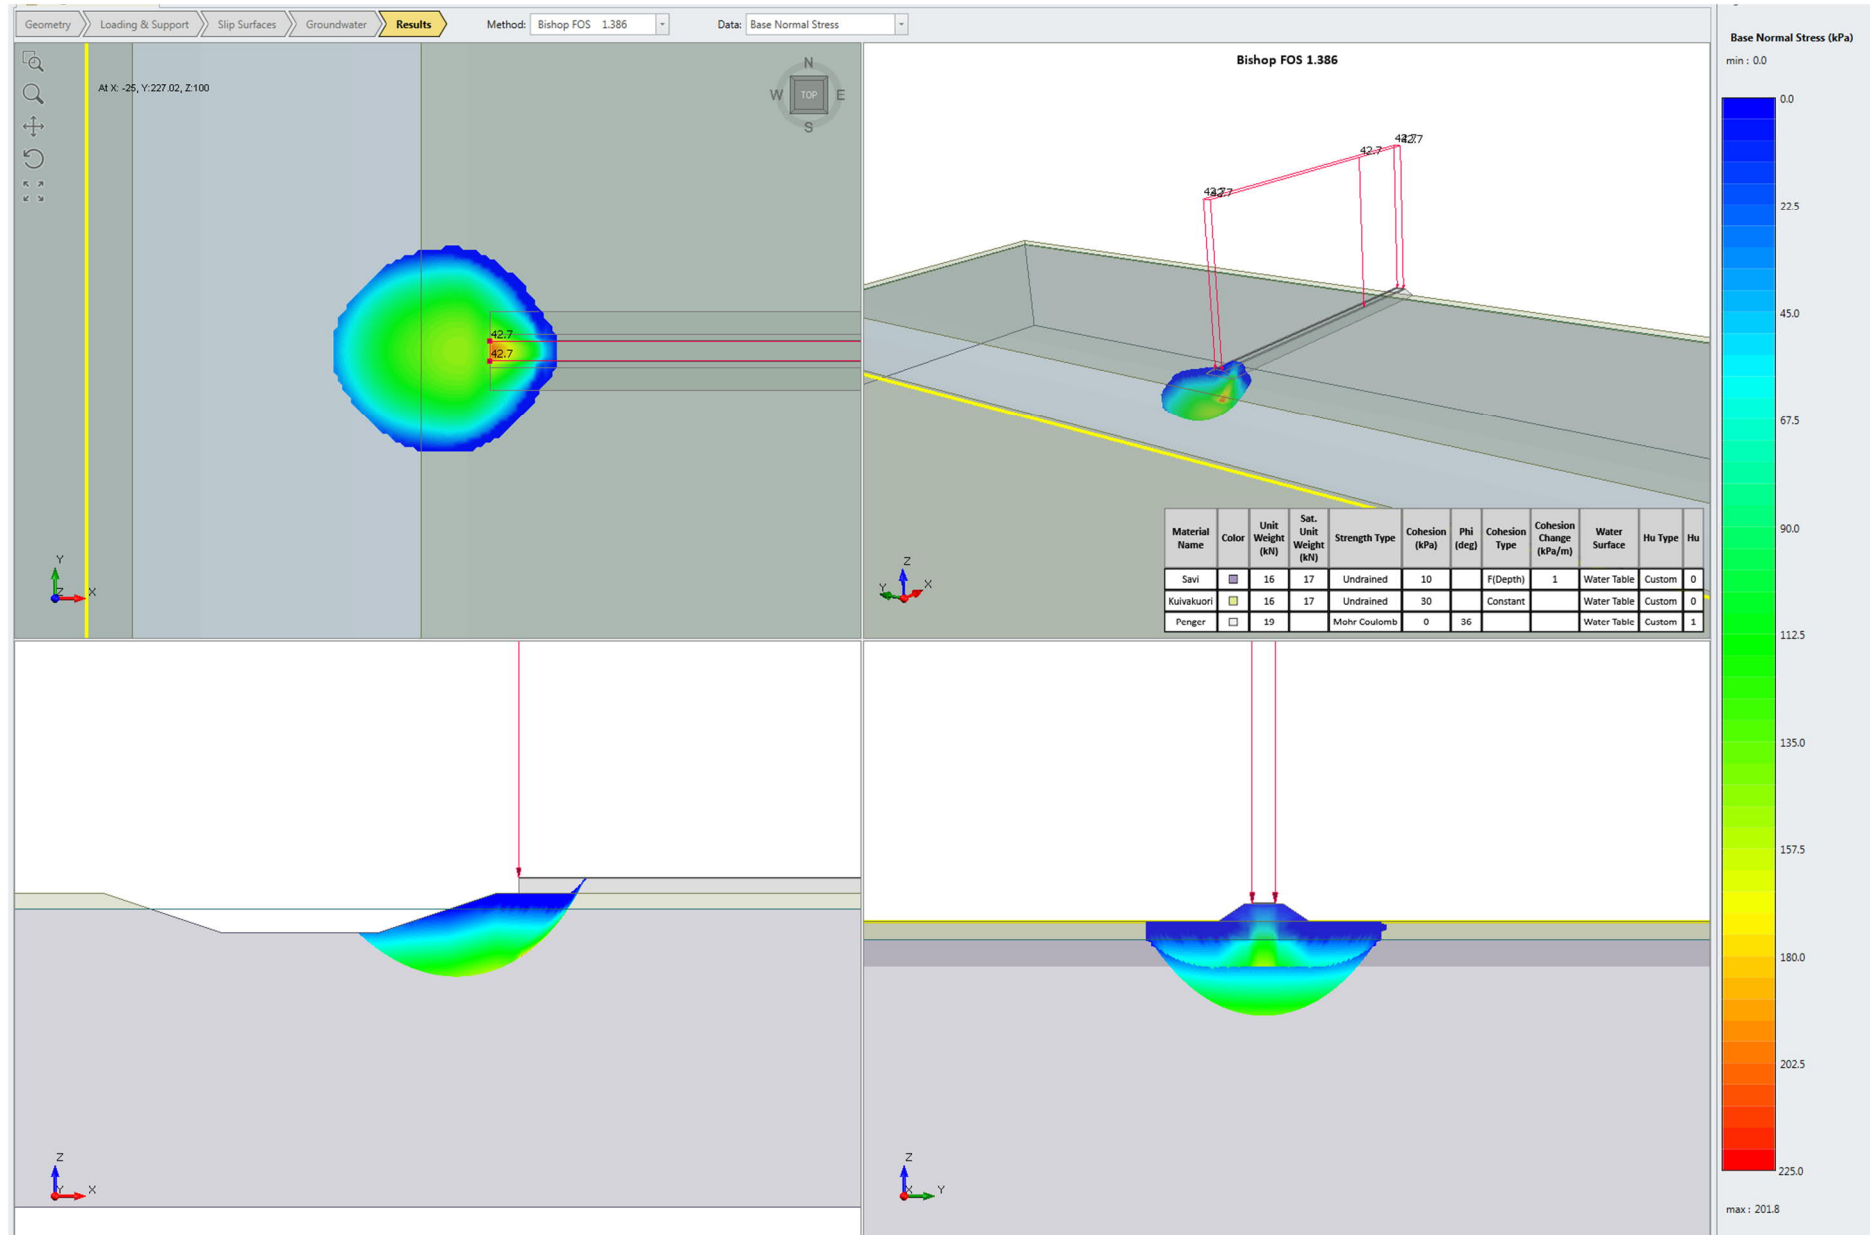 Geometry Loading & Support Slip Surfaces Groundwater Results Method: Bishop FOS 1.386 Data: Base Normal Stress
At X: -25, Y:227.02, Z:100
N
W TOP E
S
42.7
42.7
Y
Z X
Bishop FOS 1.386
42.7
42.7
42.7
Z
Y X
Material Name Color Unit Weight (kN) Sat. Unit Weight (kN) Strength Type Cohesion (kPa) Phi (deg) Cohesion Type Cohesion Change (kPa/m) Water Surface Hu Type Hu
Savi 16 17 Undrained 10 F(Depth) 1 Water Table Custom 0
Kuivakuori 16 17 Undrained 30 Constant Water Table Custom 0
Penger 19 Mohr Coulomb 0 36 Water Table Custom 1
Z
Y X
Z
X Y
Base Normal Stress (kPa)
min : 0.0
0.0
22.5
45.0
67.5
90.0
112.5
135.0
157.5
180.0
202.5
225.0
max : 201.8